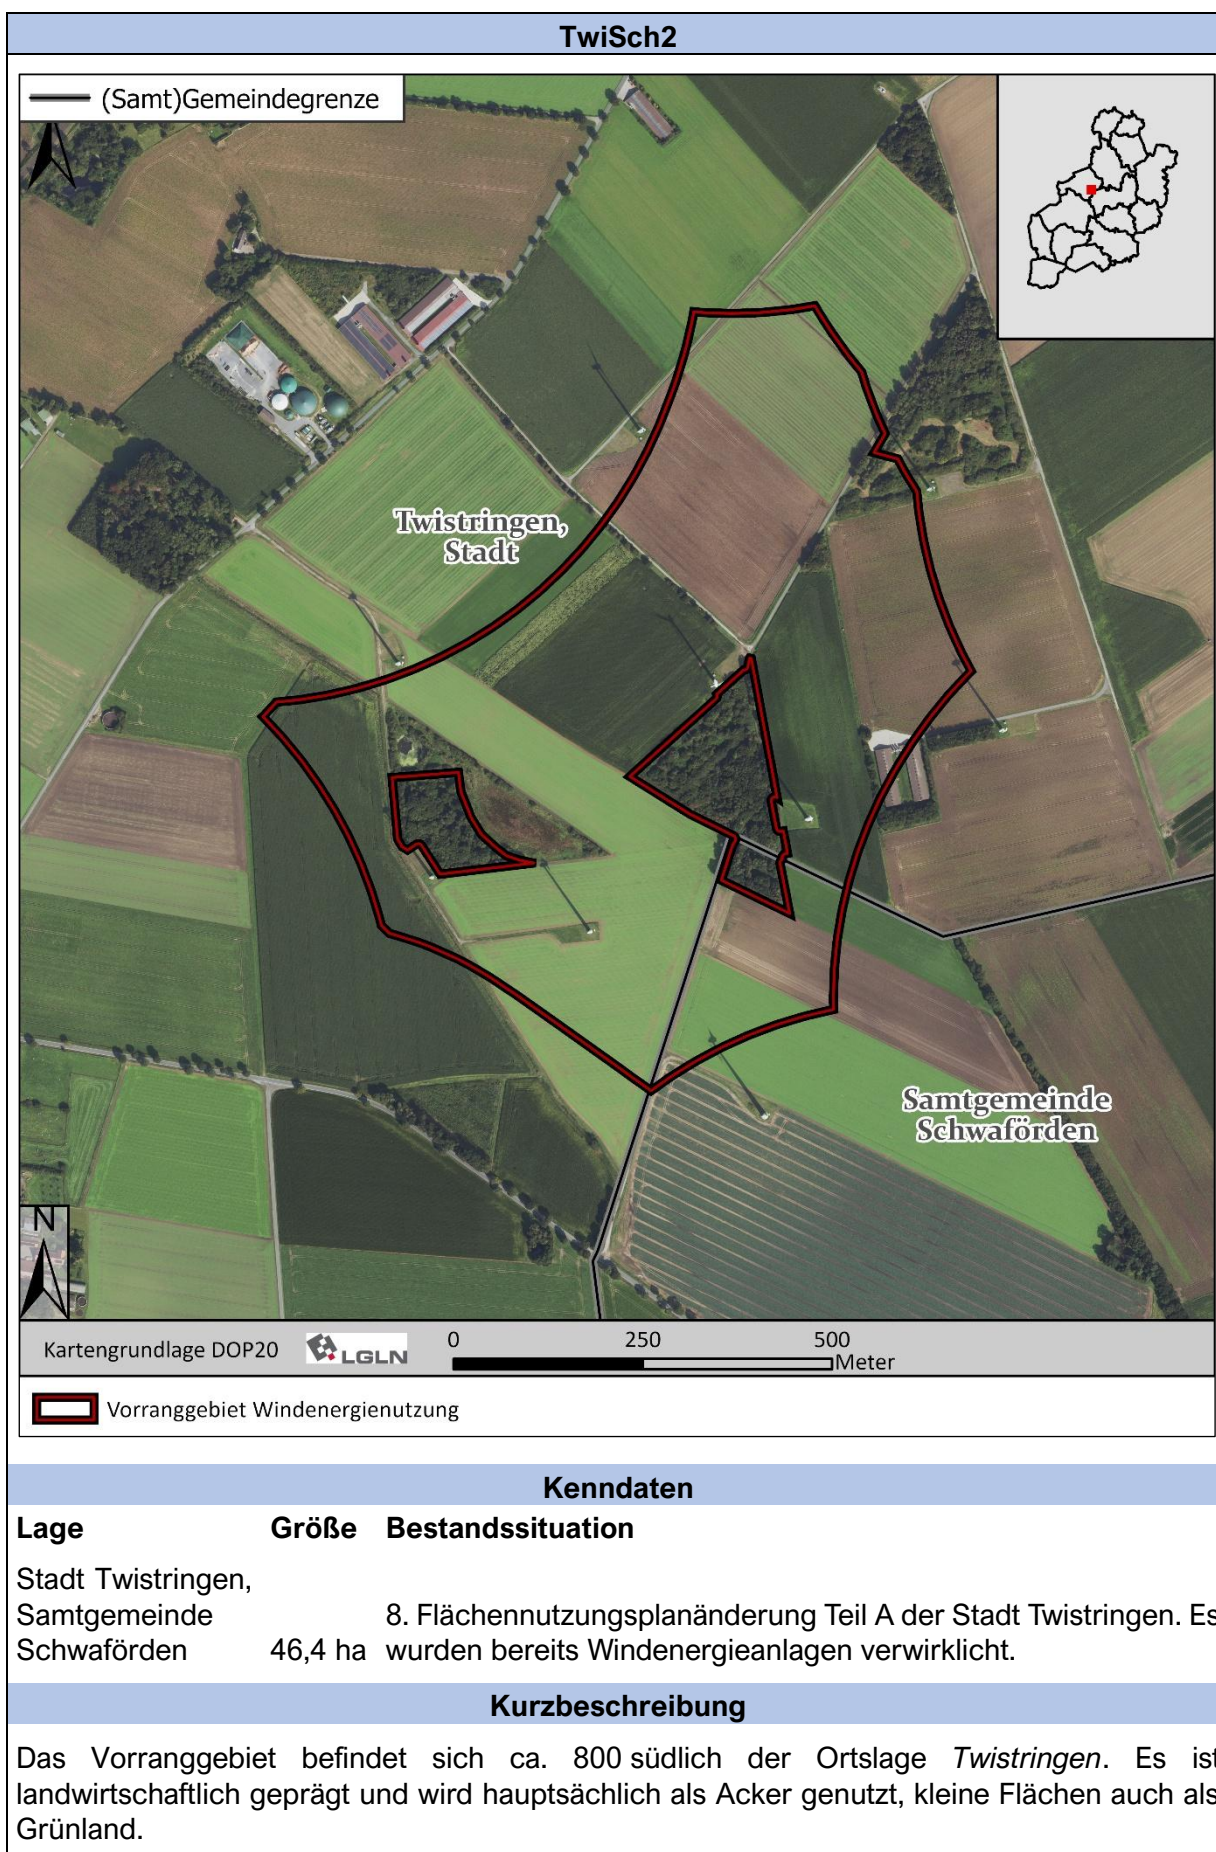 TwiSch2
(Samt)Gemeindegrenze
Twistringen,
Stadt
Samtgemeinde
Schwaförden
N
Kartengrundlage DOP20
LGLN
0 250 500
Meter
Vorranggebiet Windenergienutzung
Kenndaten
Lage Größe Bestandssituation
Stadt Twistringen,
Samtgemeinde 8. Flächennutzungsplanänderung Teil A der Stadt Twistringen. Es
Schwaförden 46,4 ha wurden bereits Windenergieanlagen verwirklicht.
Kurzbeschreibung
Das Vorranggebiet befindet sich ca. 800 südlich der Ortslage Twistringen. Es ist
landwirtschaftlich geprägt und wird hauptsächlich als Acker genutzt, kleine Flächen auch als
Grünland.